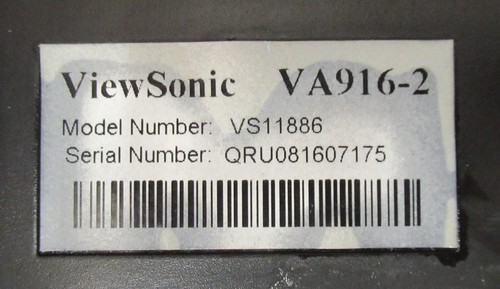 ViewSonic VA916-2
Model Number: VS11886
Serial Number: QRU081607175